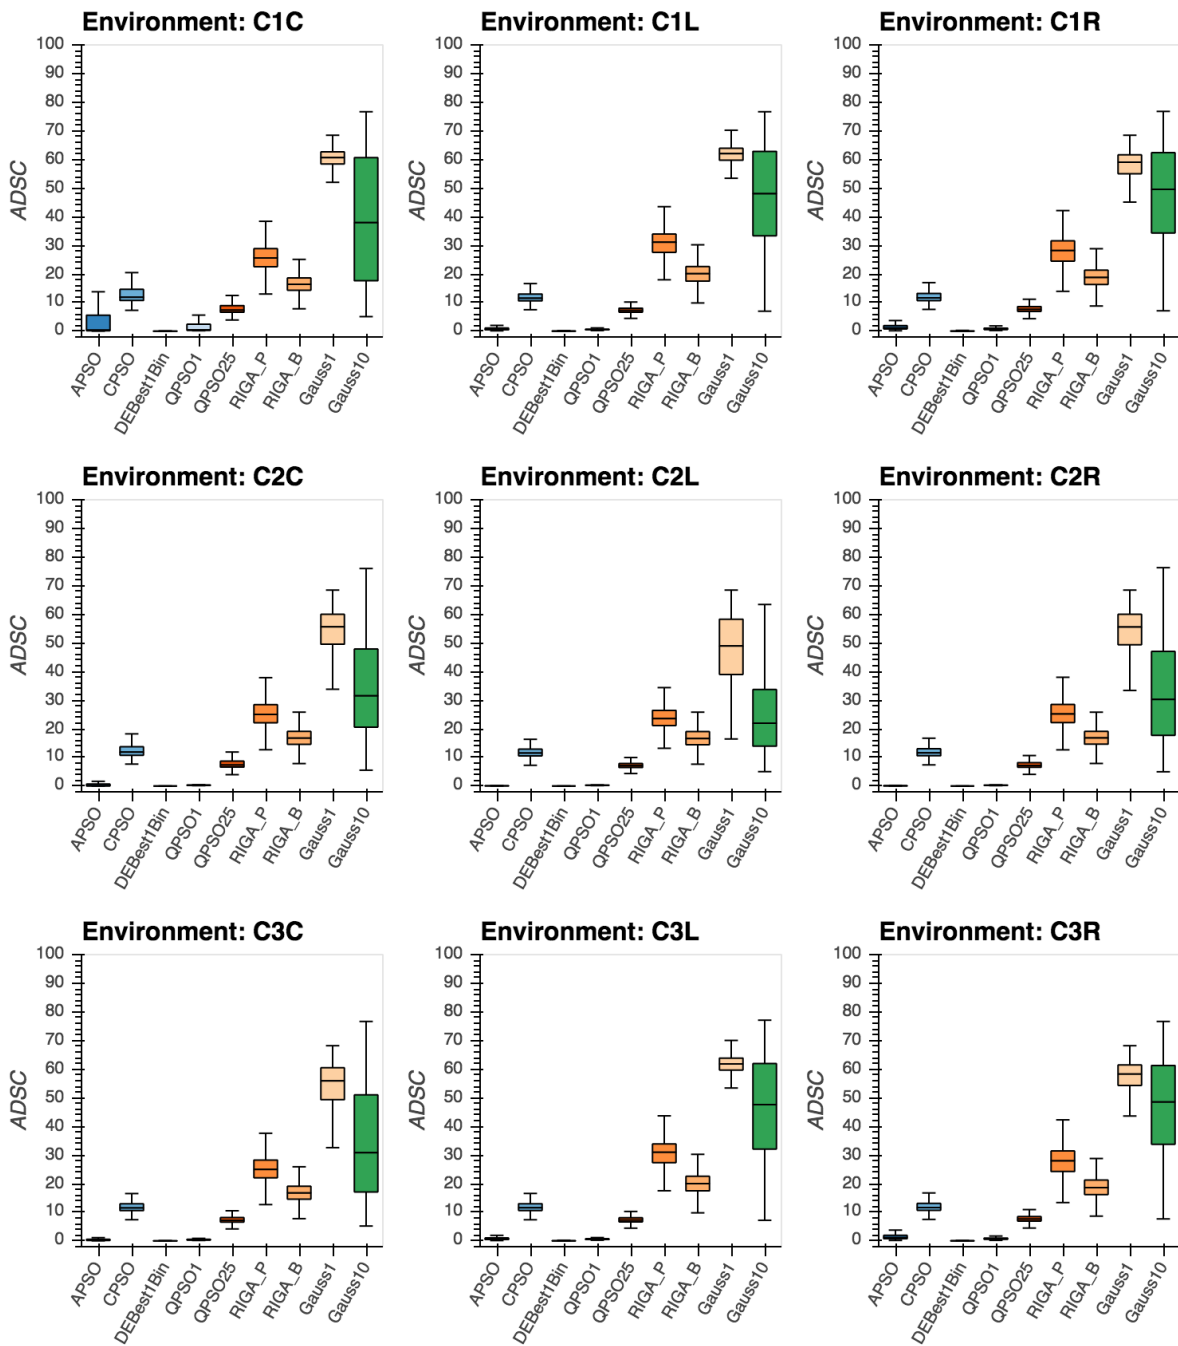 Environment: C1C
100
90
80
70
60
50
40
30
20
10
0
ADSC
APSO
CPSO
DEBest1Bin
QPSO1
QPSO25
RIGA_P
RIGA_B
Gauss1
Gauss10
Environment: C1L
100
90
80
70
60
50
40
30
20
10
0
ADSC
APSO
CPSO
DEBest1Bin
QPSO1
QPSO25
RIGA_P
RIGA_B
Gauss1
Gauss10
Environment: C1R
100
90
80
70
60
50
40
30
20
10
0
ADSC
APSO
CPSO
DEBest1Bin
QPSO1
QPSO25
RIGA_P
RIGA_B
Gauss1
Gauss10
Environment: C2C
100
90
80
70
60
50
40
30
20
10
0
ADSC
APSO
CPSO
DEBest1Bin
QPSO1
QPSO25
RIGA_P
RIGA_B
Gauss1
Gauss10
Environment: C2L
100
90
80
70
60
50
40
30
20
10
0
ADSC
APSO
CPSO
DEBest1Bin
QPSO1
QPSO25
RIGA_P
RIGA_B
Gauss1
Gauss10
Environment: C2R
100
90
80
70
60
50
40
30
20
10
0
ADSC
APSO
CPSO
DEBest1Bin
QPSO1
QPSO25
RIGA_P
RIGA_B
Gauss1
Gauss10
Environment: C3C
100
90
80
70
60
50
40
30
20
10
0
ADSC
APSO
CPSO
DEBest1Bin
QPSO1
QPSO25
RIGA_P
RIGA_B
Gauss1
Gauss10
Environment: C3L
100
90
80
70
60
50
40
30
20
10
0
ADSC
APSO
CPSO
DEBest1Bin
QPSO1
QPSO25
RIGA_P
RIGA_B
Gauss1
Gauss10
Environment: C3R
100
90
80
70
60
50
40
30
20
10
0
ADSC
APSO
CPSO
DEBest1Bin
QPSO1
QPSO25
RIGA_P
RIGA_B
Gauss1
Gauss10